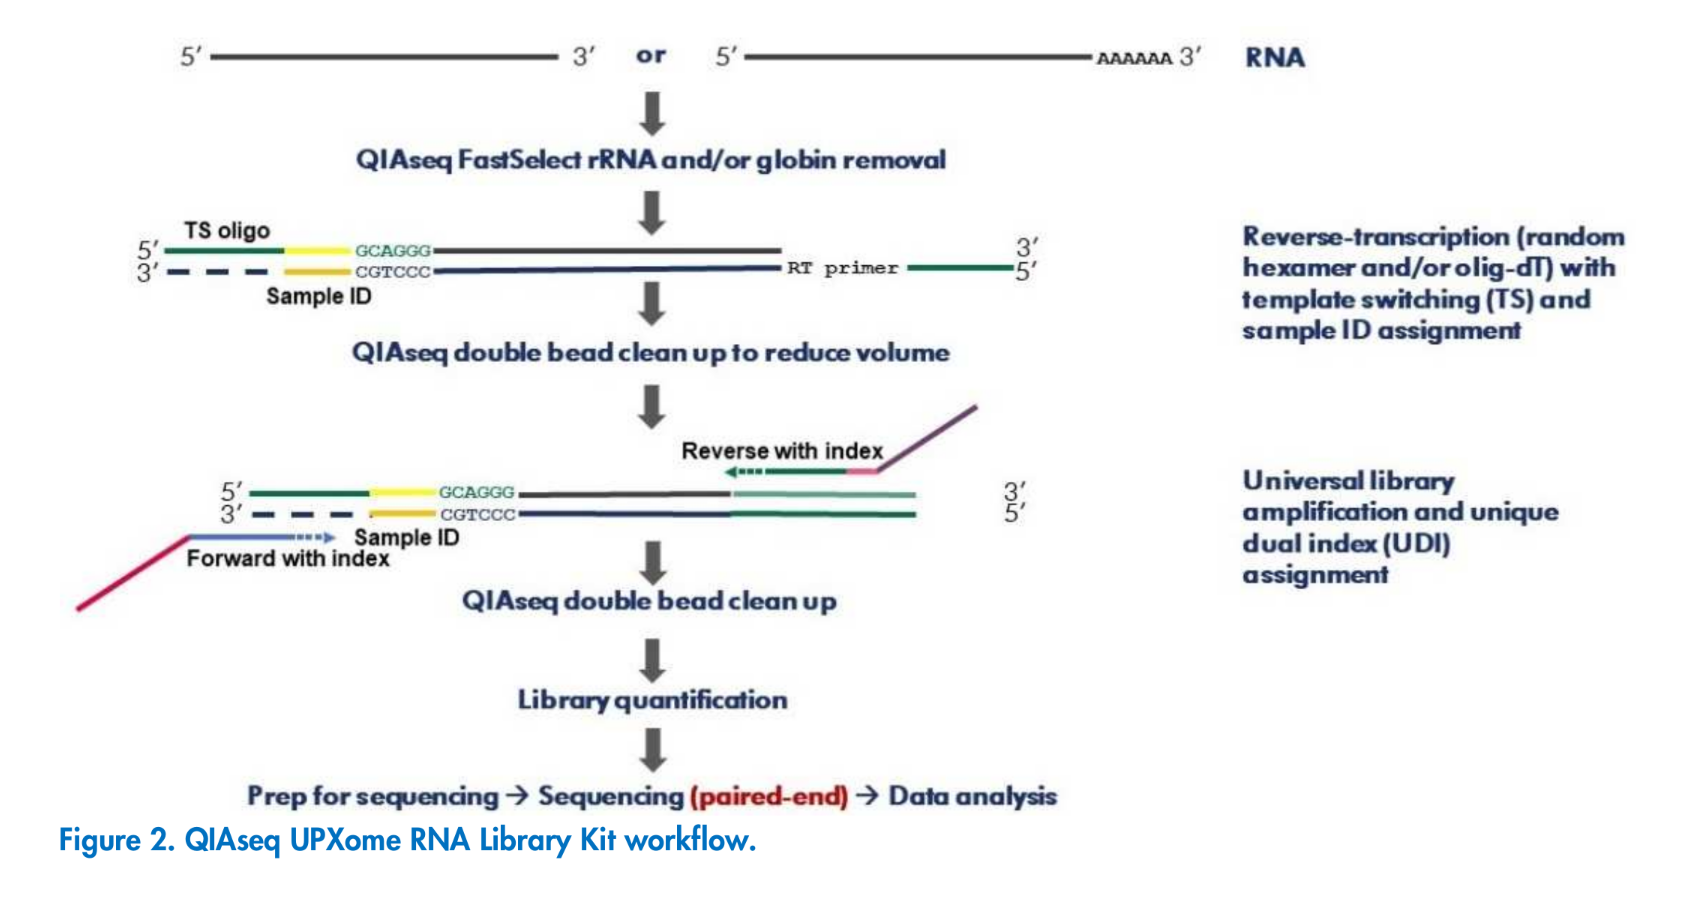 5′ 3′ or 5′ AAAAAA 3′ RNA
QIAseq FastSelect rRNA and/or globin removal
TS oligo
5′ GCAGGG 3′
3′ CGTCCC RT primer 5′
Sample ID
Reverse-transcription (random
hexamer and/or olig-dT) with
template switching (TS) and
sample ID assignment
QIAseq double bead clean up to reduce volume
Reverse with index
5′ GCAGGG 3′
3′ CGTCCC 5′
Sample ID
Forward with index
Universal library
amplification and unique
dual index (UDI)
assignment
QIAseq double bead clean up
Library quantification
Prep for sequencing → Sequencing (paired-end) → Data analysis
Figure 2. QIAseq UPXome RNA Library Kit workflow.